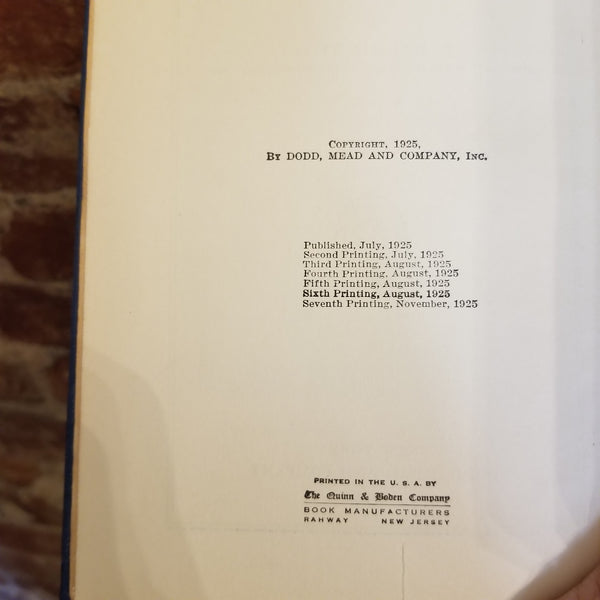 Copyright, 1925,
By DODD, MEAD AND COMPANY, Inc.
Published, July, 1925
Second Printing, July, 1925
Third Printing, August, 1925
Fourth Printing, August, 1925
Fifth Printing, August, 1925
Sixth Printing, August, 1925
Seventh Printing, November, 1925
PRINTED IN THE U. S. A. BY
The Quinn & Boden Company
BOOK MANUFACTURERS
RAHWAY NEW JERSEY